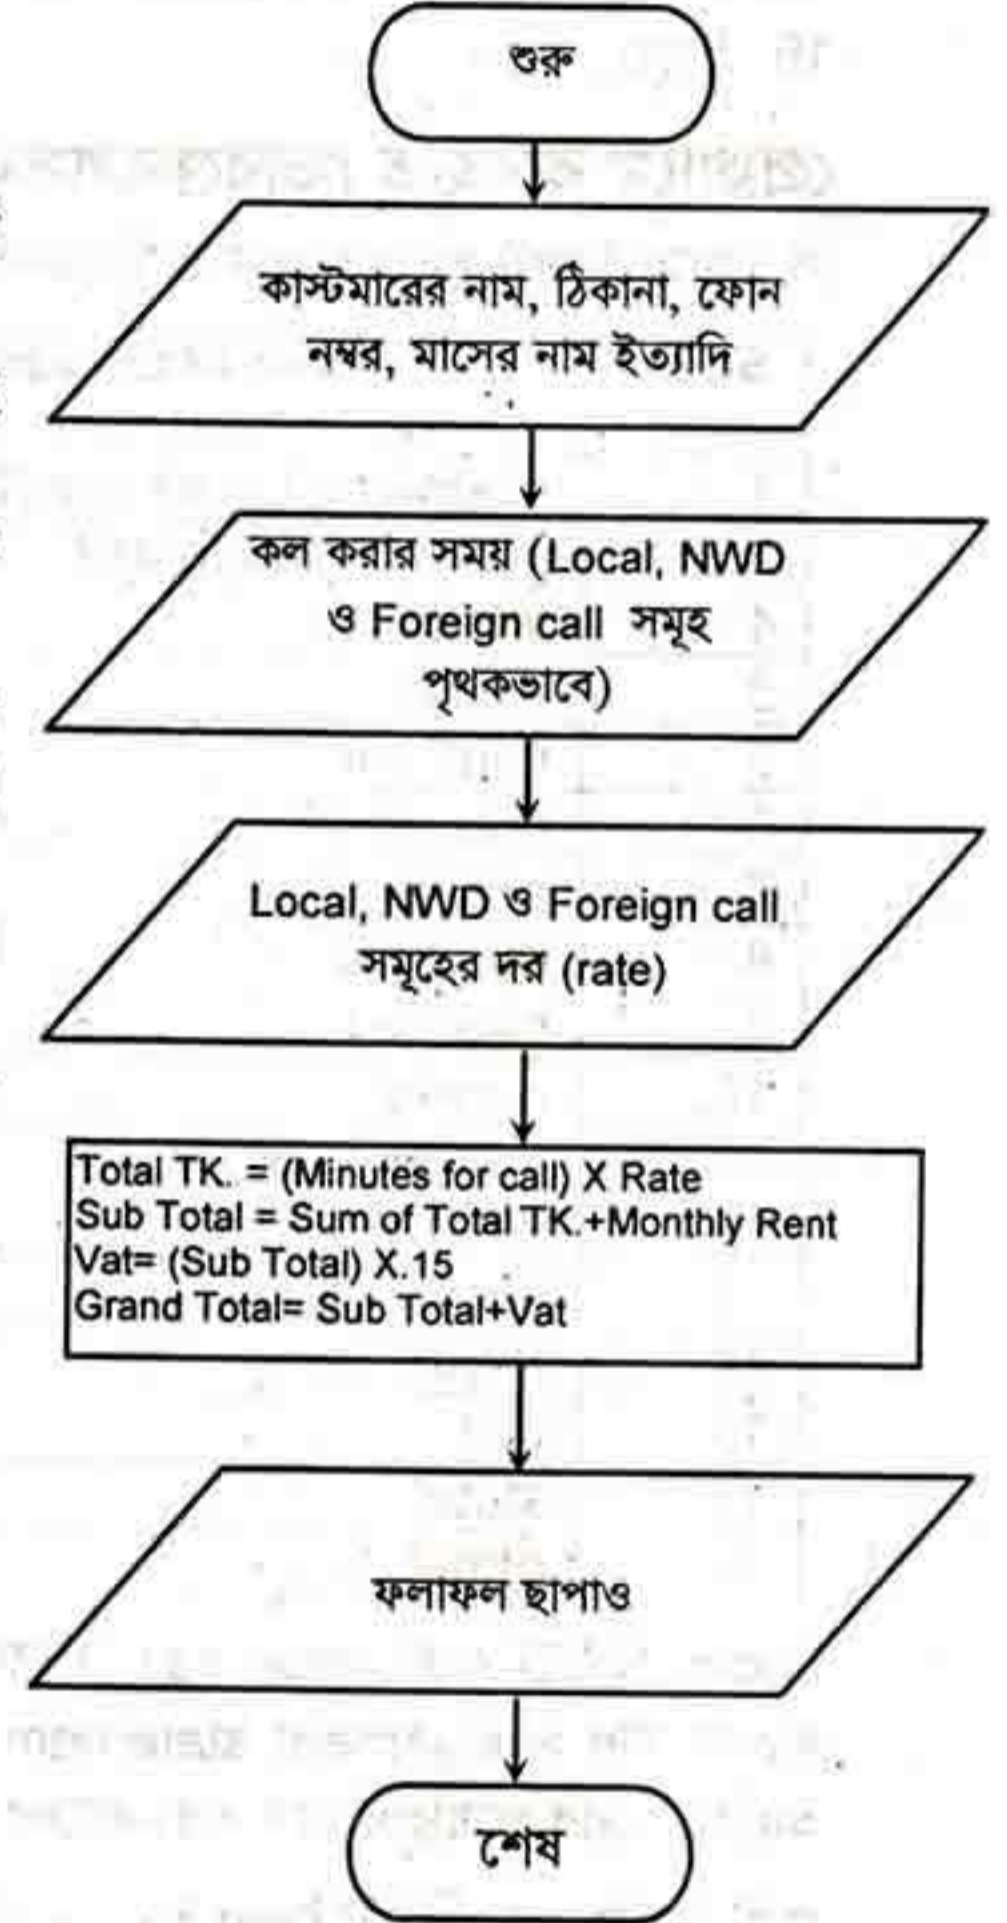 শুরু
কাস্টমারের নাম, ঠিকানা, ফোন
নম্বর, মাসের নাম ইত্যাদি
কল করার সময় (Local, NWD
ও Foreign call সমূহ
পৃথকভাবে)
Local, NWD ও Foreign call
সমূহের দর (rate)
Total TK. = (Minutes for call) X Rate
Sub Total = Sum of Total TK.+Monthly Rent
Vat= (Sub Total) X.15
Grand Total= Sub Total+Vat
ফলাফল ছাপাও
শেষ